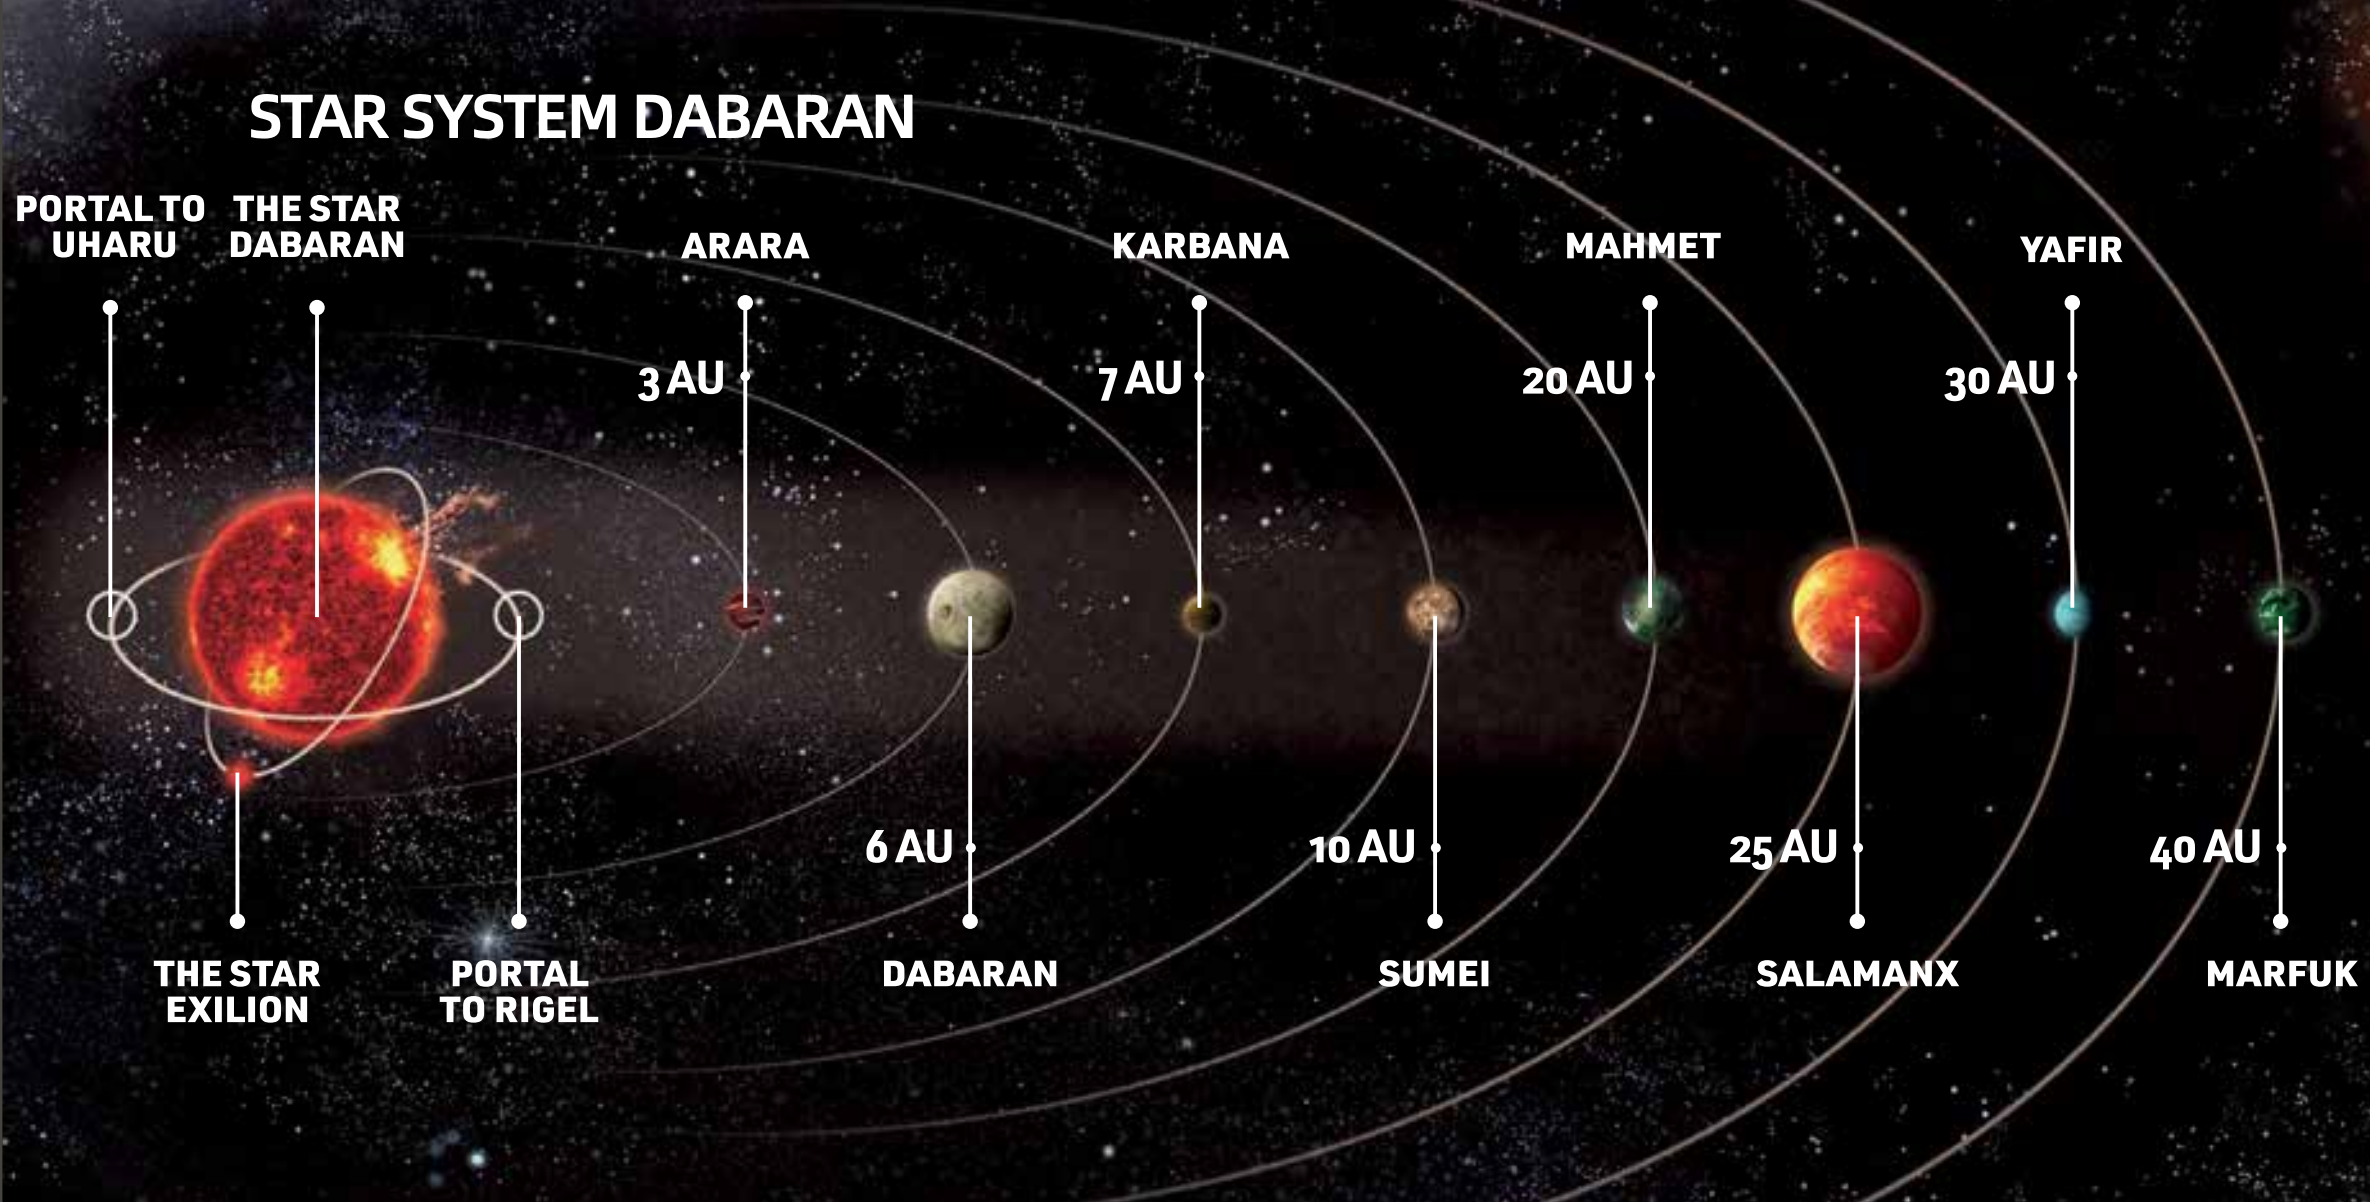 STAR SYSTEM DABARAN
PORTAL TO
UHARU
THE STAR
DABARAN
ARARA
KARBANA
MAHMET
YAFIR
3 AU
7 AU
20 AU
30 AU
6 AU
10 AU
25 AU
40 AU
THE STAR
EXILION
PORTAL
TO RIGEL
DABARAN
SUMEI
SALAMANX
MARFUK